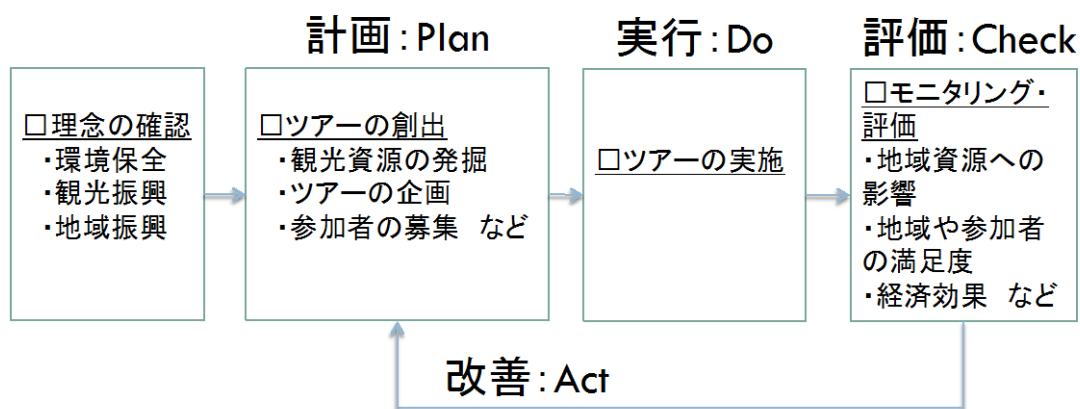 計画：Plan
実行：Do
評価：Check
□理念の確認
・環境保全
・観光振興
・地域振興
□ツアーの創出
・観光資源の発掘
・ツアーの企画
・参加者の募集　など
□ツアーの実施
□モニタリング・
評価
・地域資源への
影響
・地域や参加者
の満足度
・経済効果　など
改善：Act